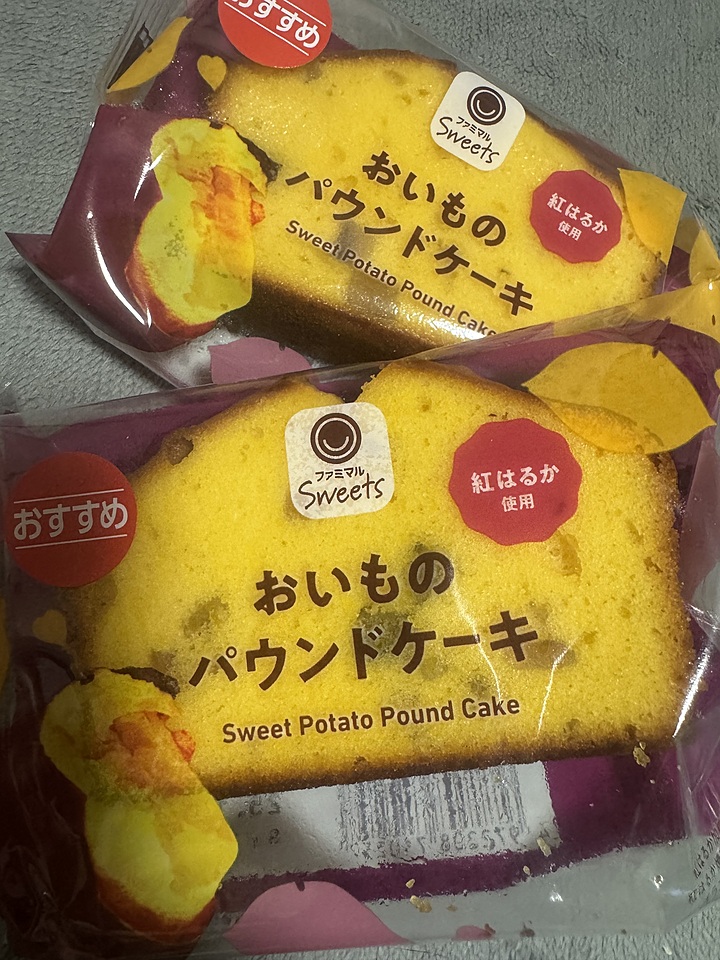 おすすめ
ファミマル
Sweets
おいもの
パウンドケーキ
Sweet Potato Pound Cake
紅はるか
使用
おすすめ
ファミマル
Sweets
紅はるか
使用
おいもの
パウンドケーキ
Sweet Potato Pound Cake